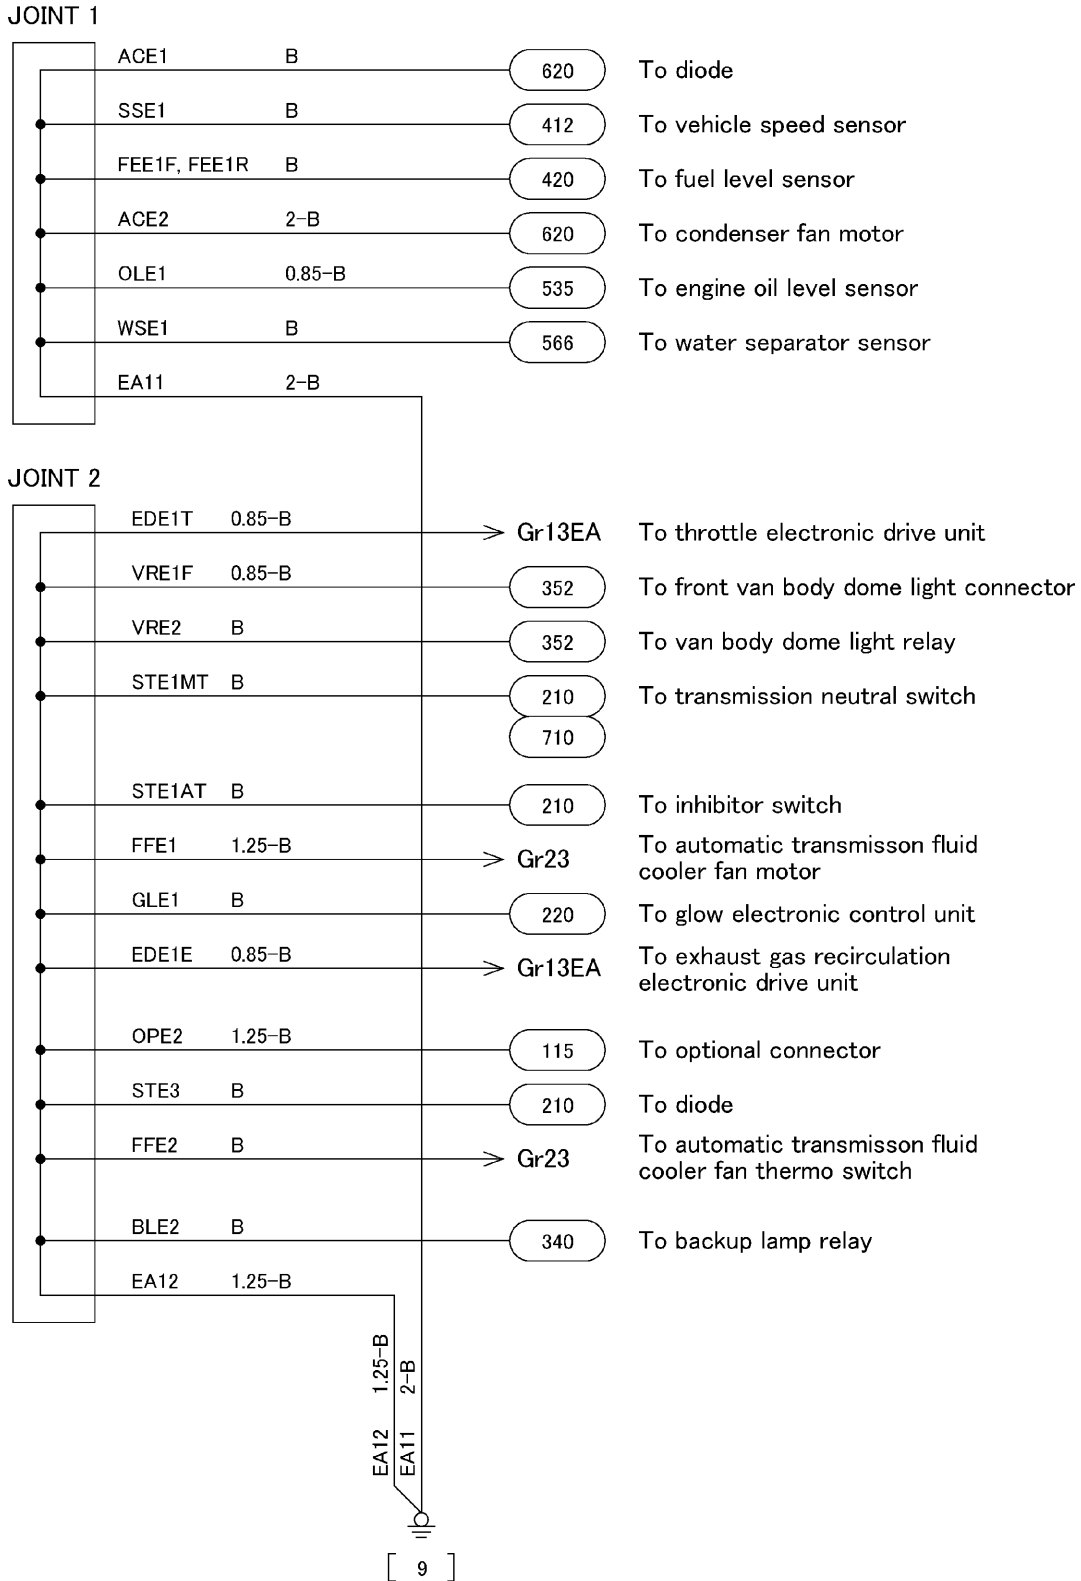 JOINT 1
ACE1 B 620 To diode
SSE1 B 412 To vehicle speed sensor
FEE1F, FEE1R B 420 To fuel level sensor
ACE2 2-B 620 To condenser fan motor
OLE1 0.85-B 535 To engine oil level sensor
WSE1 B 566 To water separator sensor
EA11 2-B
JOINT 2
EDE1T 0.85-B Gr13EA To throttle electronic drive unit
VRE1F 0.85-B 352 To front van body dome light connector
VRE2 B 352 To van body dome light relay
STE1MT B 210 To transmission neutral switch
710
STE1AT B 210 To inhibitor switch
FFE1 1.25-B Gr23 To automatic transmisson fluid
cooler fan motor
GLE1 B 220 To glow electronic control unit
EDE1E 0.85-B Gr13EA To exhaust gas recirculation
electronic drive unit
OPE2 1.25-B 115 To optional connector
STE3 B 210 To diode
FFE2 B Gr23 To automatic transmisson fluid
cooler fan thermo switch
BLE2 B 340 To backup lamp relay
EA12 1.25-B
EA12 1.25-B
EA11 2-B
[ 9 ]